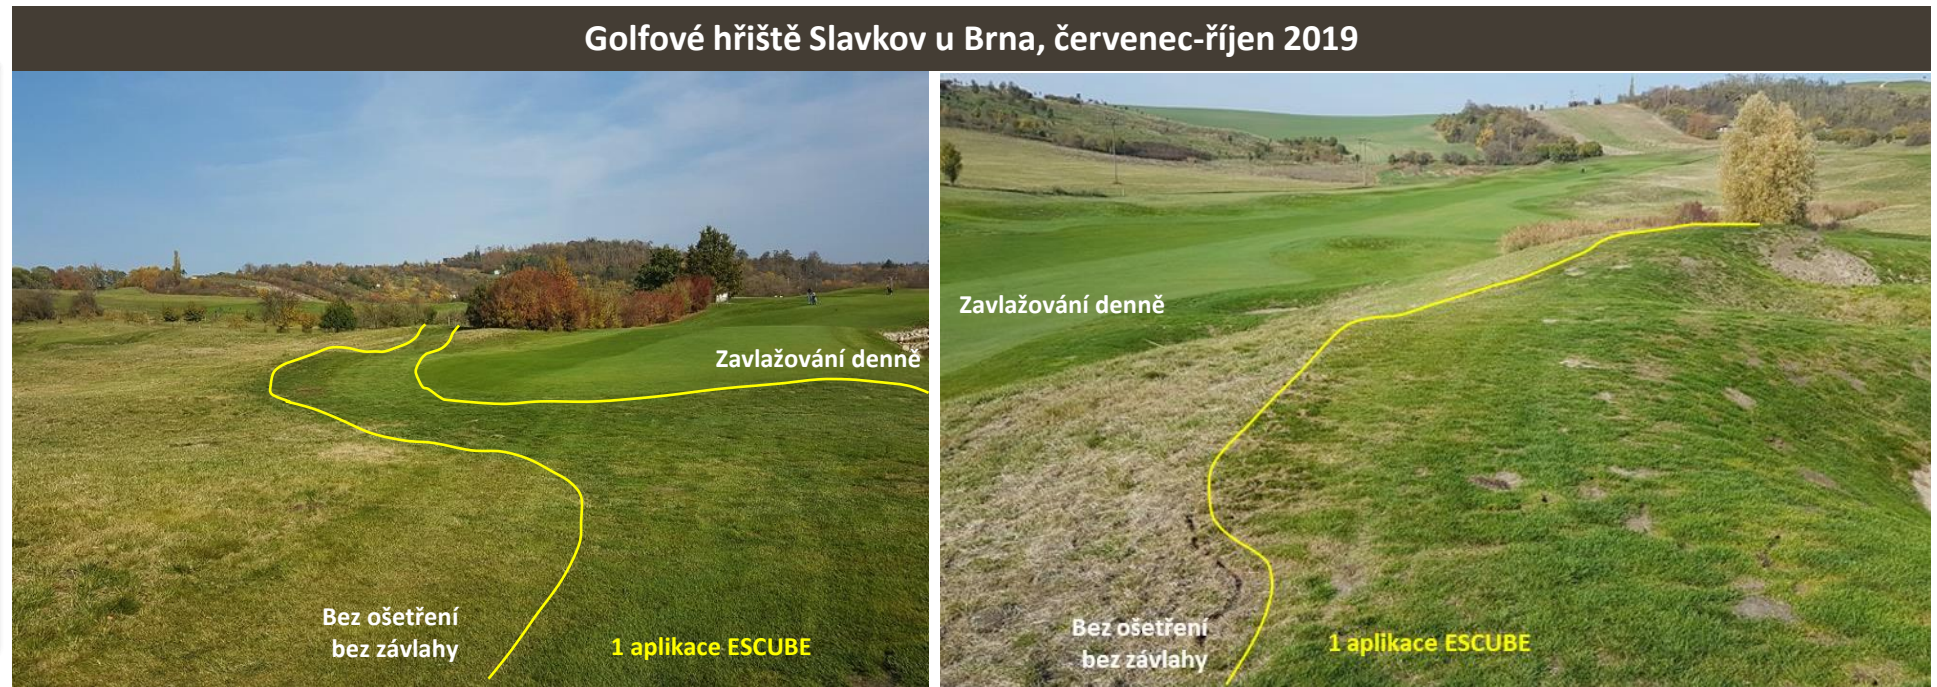 Golfové hřiště Slavkov u Brna, červenec-říjen 2019
Zavlažování denně
Bez ošetření
bez závlahy
1 aplikace ESCUBE
Zavlažování denně
Bez ošetření
bez závlahy
1 aplikace ESCUBE